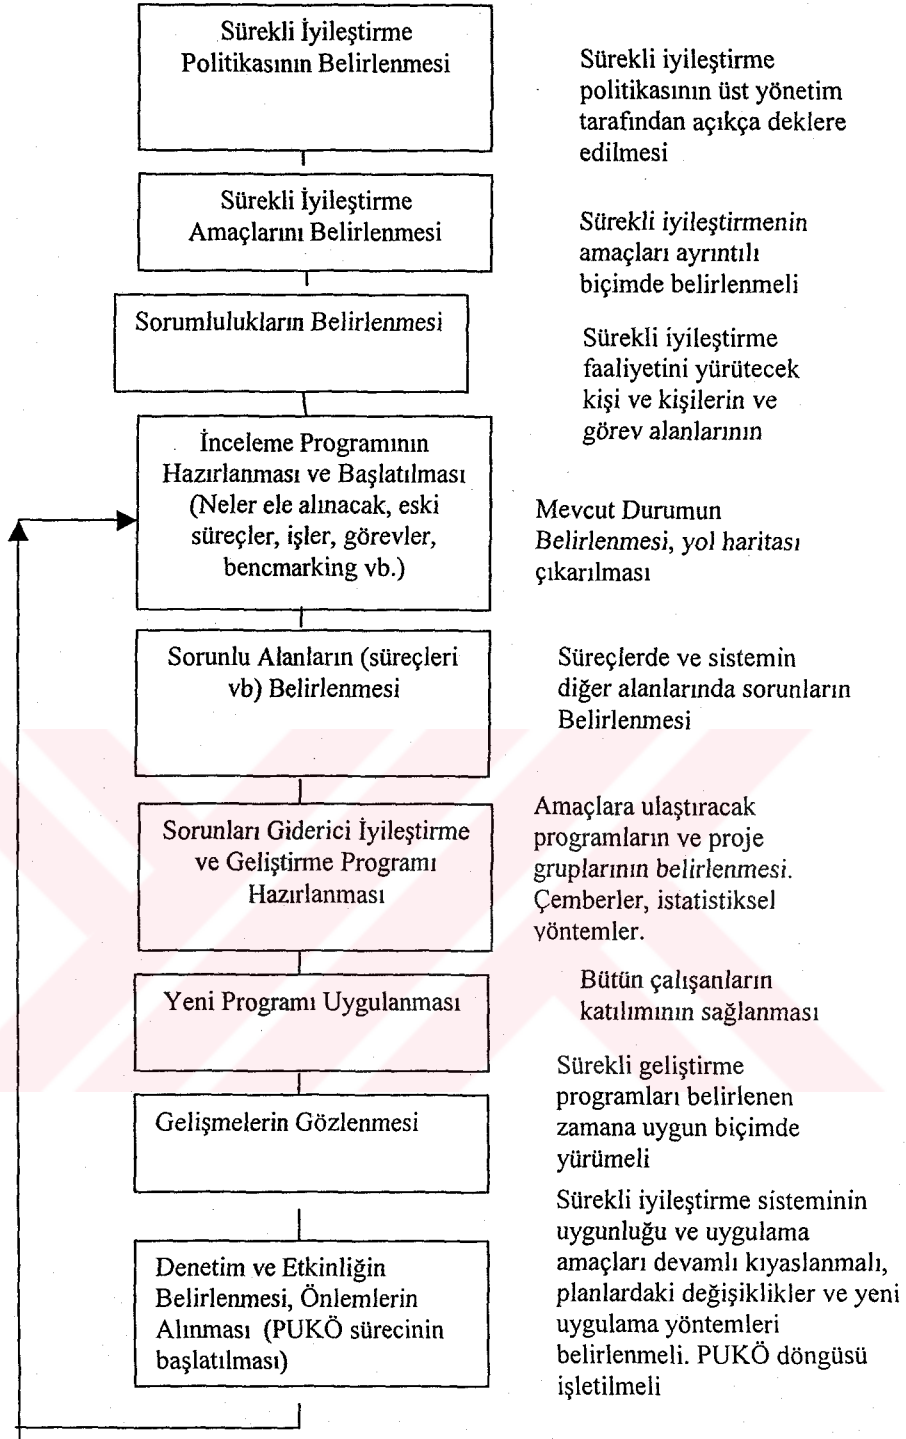 Sürekli İyileştirme
Politikasının Belirlenmesi
Sürekli iyileştirme
politikasının üst yönetim
tarafından açıkça deklere
edilmesi
Sürekli İyileştirme
Amaçlarını Belirlenmesi
Sürekli iyileştirmenin
amaçları ayrıntılı
biçimde belirlenmeli
Sorumlulukların Belirlenmesi
Sürekli iyileştirme
faaliyetini yürütecek
kişi ve kişilerin ve
görev alanlarının
İnceleme Programının
Hazırlanması ve Başlatılması
(Neler ele alınacak, eski
süreçler, işler, görevler,
bencmarking vb.)
Mevcut Durumun
Belirlenmesi, yol haritası
çıkarılması
Sorunlu Alanların (süreçleri
vb) Belirlenmesi
Süreçlerde ve sistemin
diğer alanlarında sorunların
Belirlenmesi
Sorunları Giderici İyileştirme
ve Geliştirme Programı
Hazırlanması
Amaçlara ulaştıracak
programların ve proje
gruplarının belirlenmesi.
Çemberler, istatistiksel
yöntemler.
Yeni Programı Uygulanması
Bütün çalışanların
katılımının sağlanması
Gelişmelerin Gözlenmesi
Sürekli geliştirme
programları belirlenen
zamana uygun biçimde
yürümeli
Denetim ve Etkinliğin
Belirlenmesi, Önlemlerin
Alınması (PUKÖ sürecinin
başlatılması)
Sürekli iyileştirme sisteminin
uygunluğu ve uygulama
amaçları devamlı kıyaslanmalı,
planlardaki değişiklikler ve yeni
uygulama yöntemleri
belirlenmeli. PUKÖ döngüsü
işletilmeli